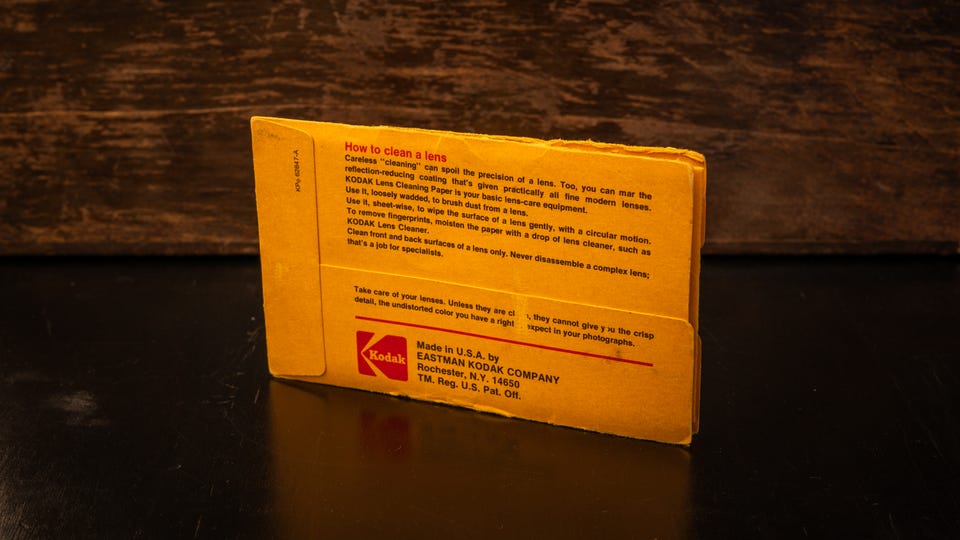 How to clean a lens
Careless "cleaning" can spoil the precision of a lens. Too, you can mar the
reflection-reducing coating that's given practically all fine modern lenses.
KODAK Lens Cleaning Paper is your basic lens-care equipment.
Use it, loosely wadded, to brush dust from a lens.
Use it, sheet-wise, to wipe the surface of a lens gently, with a circular motion.
To remove fingerprints, moisten the paper with a drop of lens cleaner, such as
KODAK Lens Cleaner.
Clean front and back surfaces of a lens only. Never disassemble a complex lens;
that's a job for specialists.
Take care of your lenses. Unless they are they cannot give you the crisp
detail, the undistorted color you have a right expect in your photographs.
Kodak
Made in U.S.A. by
EASTMAN KODAK COMPANY
Rochester, N.Y. 14650
TM. Reg. U.S. Pat. Off.